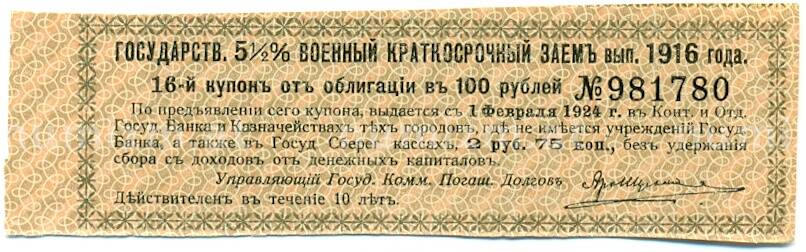 ГОСУДАРСТВ. 5½% ВОЕННЫЙ КРАТКОСРОЧНЫЙ ЗАЕМЪ вып. 1916 года.
16-й купонъ отъ облигаціи въ 100 рублей №981780
По предъявленіи сего купона, выдается съ 1 Февраля 1924 г. въ Конт. и Отд.
Госуд. Банка и Казначействахъ тѣхъ городовъ, гдѣ не имѣется учрежденій Госуд.
Банка, а также въ Госуд Сберег кассахъ, 2 руб. 75 коп., безъ удержанія
сбора съ доходовъ отъ денежныхъ капиталовъ.
Управляющій Госуд. Комм. Погаш. Долговъ
Дѣйствителенъ въ теченіе 10 лѣтъ.